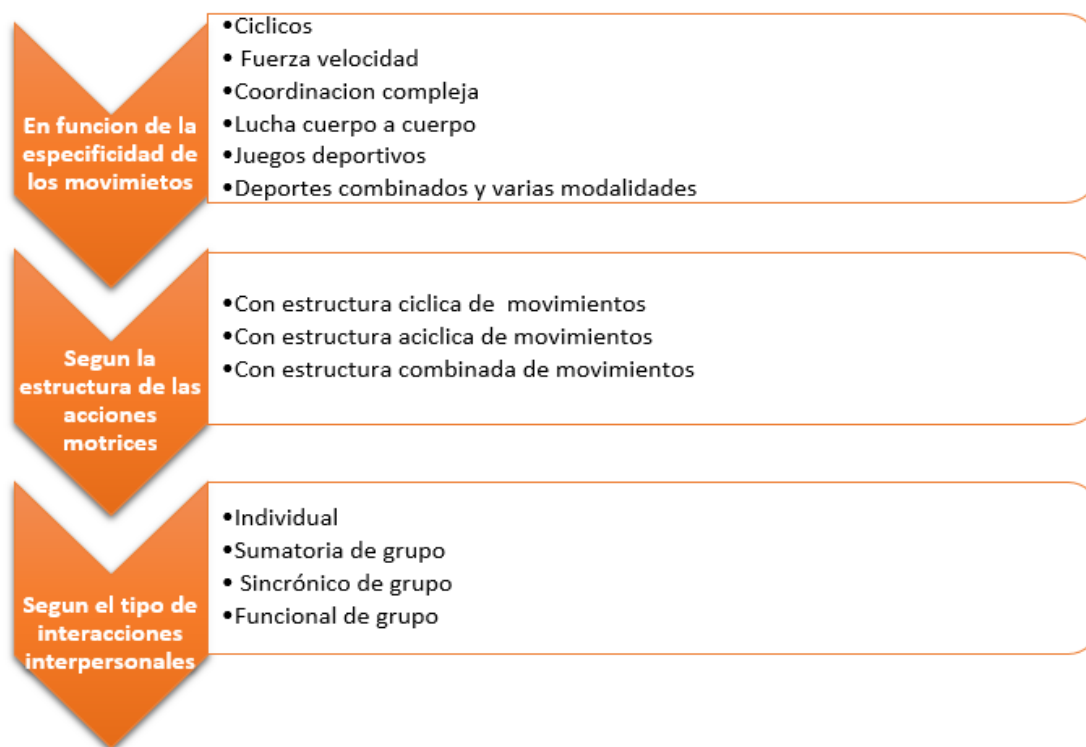 En funcion de la
especificidad de
los movimietos
•Ciclicos
• Fuerza velocidad
•Coordinacion compleja
•Lucha cuerpo a cuerpo
•Juegos deportivos
•Deportes combinados y varias modalidades
Segun la
estructura de las
acciones
motrices
•Con estructura ciclica de  movimientos
•Con estructura aciclica de movimientos
•Con estructura combinada de movimientos
Segun el tipo de
interacciones
interpersonales
•Individual
•Sumatoria de grupo
• Sincrónico de grupo
•Funcional de grupo